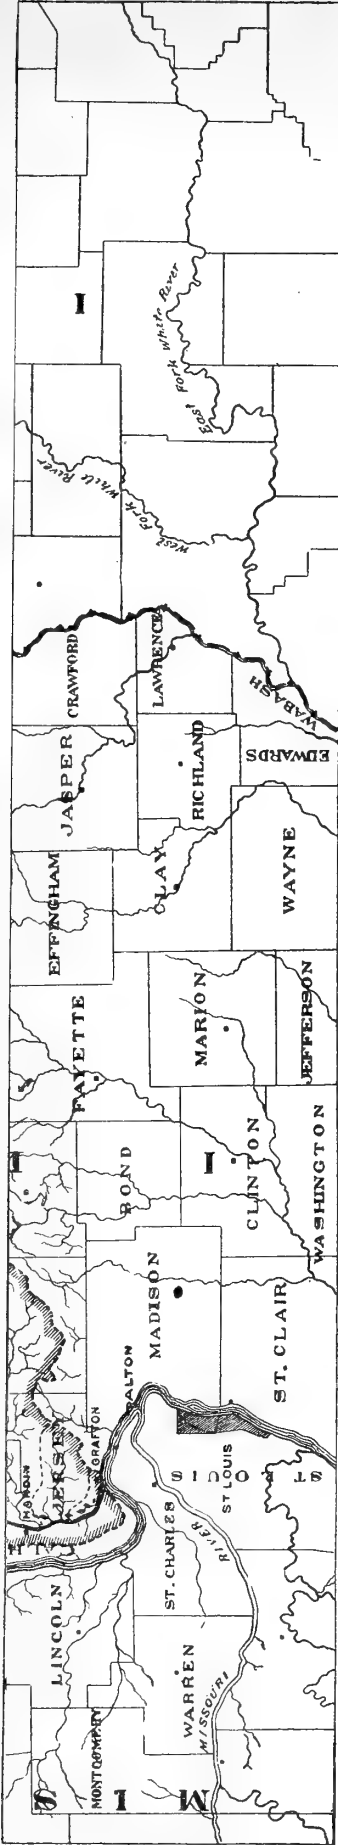 I
East Fork White River
West Fork White River
CRAWFORD
LAWRENCE
WABASH
JASPER
RICHLAND
EDWARDS
EFFINGHAM
CLAY
WAYNE
FAYETTE
MARION
JEFFERSON
I
BOND
I
CLINTON
WASHINGTON
MADISON
ST. CLAIR
ALTON
GRAFTON
HARDIN
JERSEY
ST LOUIS
ST. LOUIS
ST. CHARLES
RIVER
LINCOLN
WARREN
MISSOURI
MONTGOMERY
M I S